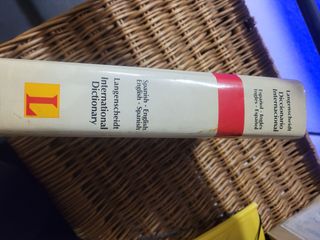 Langenscheidt
Diccionario
Internacional
Español - Inglés
Inglés - Español
Spanish - English
English - Spanish
Langenscheidt
International
Dictionary
L